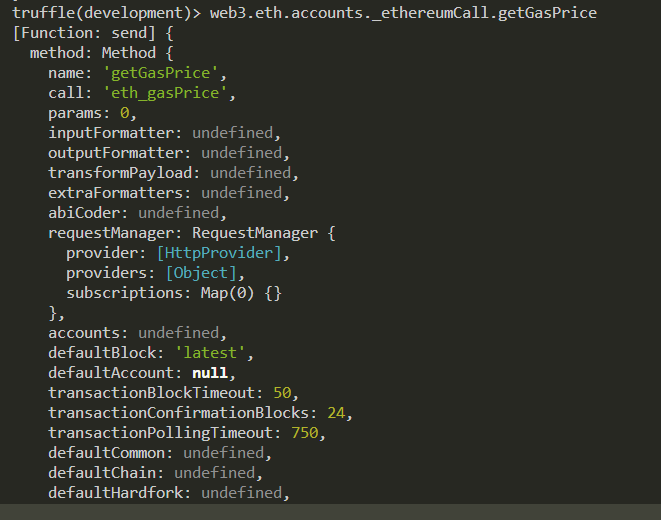 truffle(development)> web3.eth.accounts._ethereumCall.getGasPrice
[Function: send] {
  method: Method {
    name: 'getGasPrice',
    call: 'eth_gasPrice',
    params: 0,
    inputFormatter: undefined,
    outputFormatter: undefined,
    transformPayload: undefined,
    extraFormatters: undefined,
    abiCoder: undefined,
    requestManager: RequestManager {
      provider: [HttpProvider],
      providers: [Object],
      subscriptions: Map(0) {}
    },
    accounts: undefined,
    defaultBlock: 'latest',
    defaultAccount: null,
    transactionBlockTimeout: 50,
    transactionConfirmationBlocks: 24,
    transactionPollingTimeout: 750,
    defaultCommon: undefined,
    defaultChain: undefined,
    defaultHardfork: undefined,